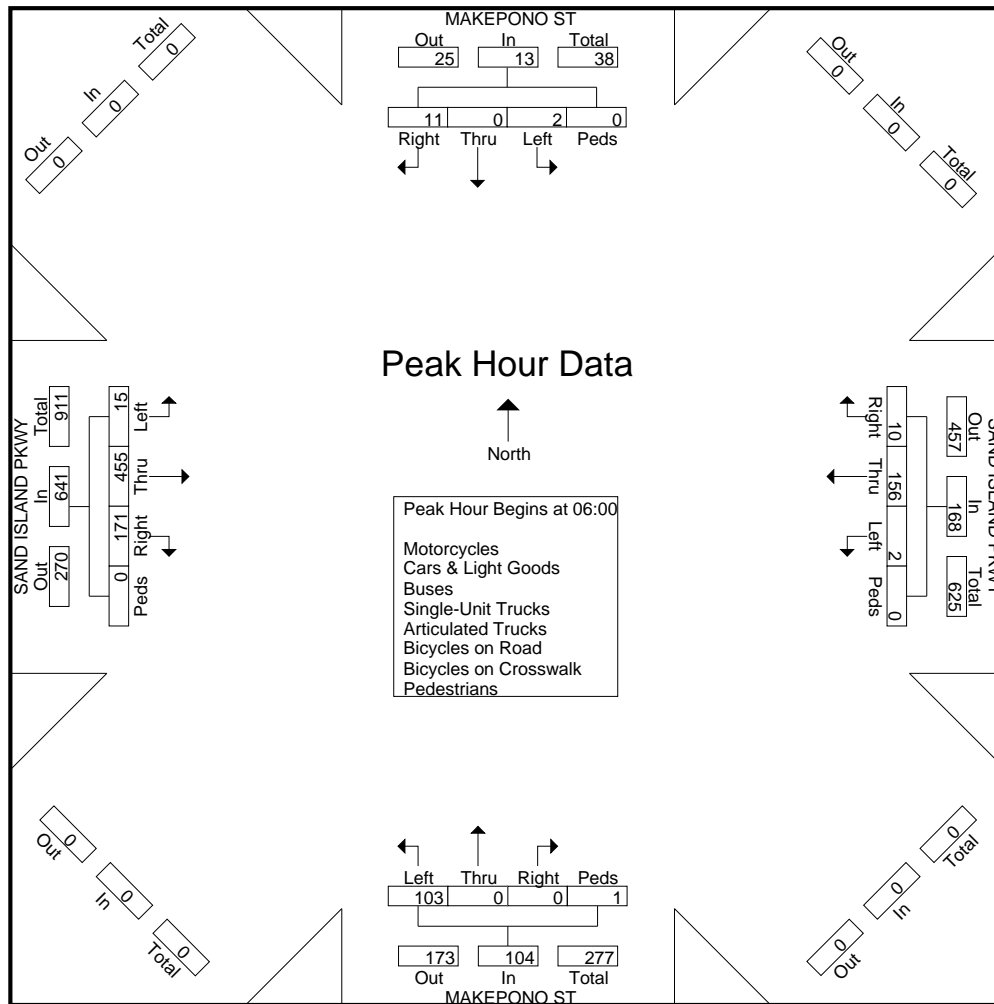 MAKEPONO ST
Out In Total
25 13 38
11 0 2 0
Right Thru Left Peds
Total
0
In
0
Out
0
Out
0
In
0
Total
0
Peak Hour Data
North
Peak Hour Begins at 06:00
Motorcycles
Cars & Light Goods
Buses
Single-Unit Trucks
Articulated Trucks
Bicycles on Road
Bicycles on Crosswalk
Pedestrians
SAND ISLAND PKWY
Out In Total
270 641 911
0 171 455 15
Peds Right Thru Left
SAND ISLAND PKWY
Out In Total
457 168 625
10 156 2 0
Right Thru Left Peds
0
Out
0
In
0
Total
0
Total
0
In
0
Out
Left Thru Right Peds
103 0 0 1
173 104 277
Out In Total
MAKEPONO ST